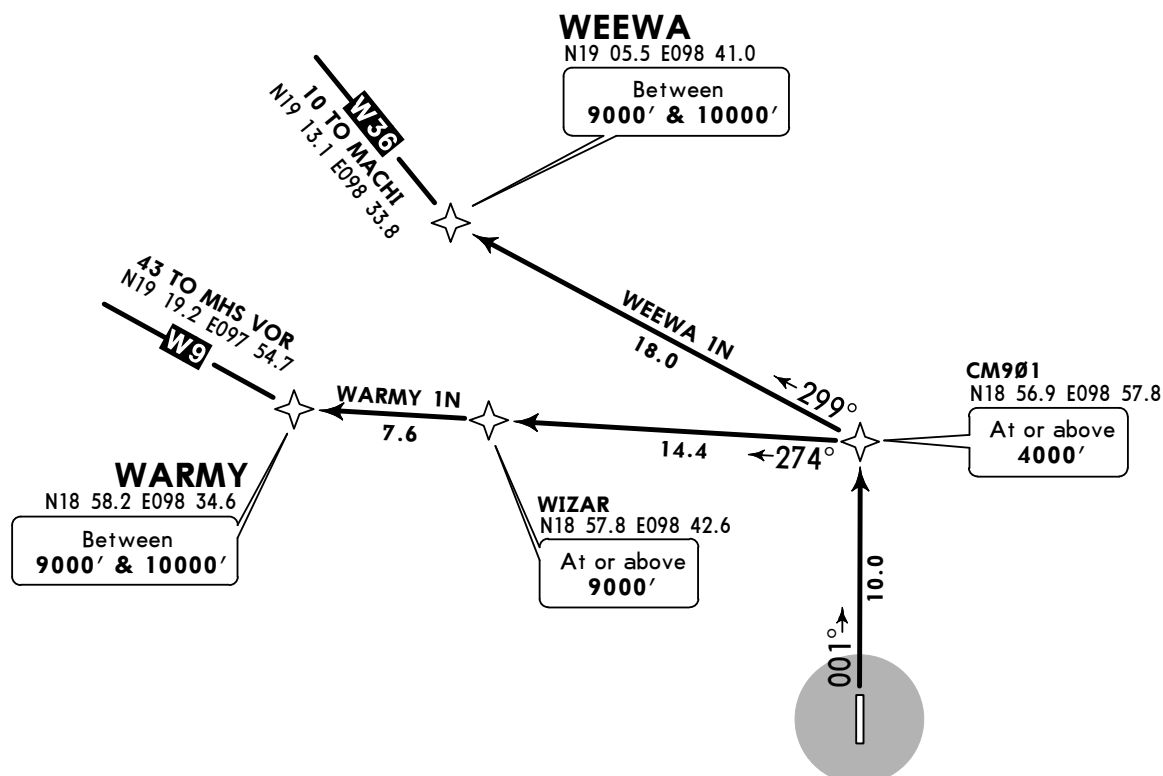 WEEWA
N19 05.5 E098 41.0
Between
9000′ & 10000′
W36
10 TO MACHI
N19 13.1 E098 33.8
43 TO MHS VOR
N19 19.2 E097 54.7
W9
WEEWA 1N
18.0
299°
CM9Ø1
N18 56.9 E098 57.8
At or above
4000′
WARMY 1N
7.6
14.4
274°
WARMY
N18 58.2 E098 34.6
Between
9000′ & 10000′
WIZAR
N18 57.8 E098 42.6
At or above
9000′
10.0
001°